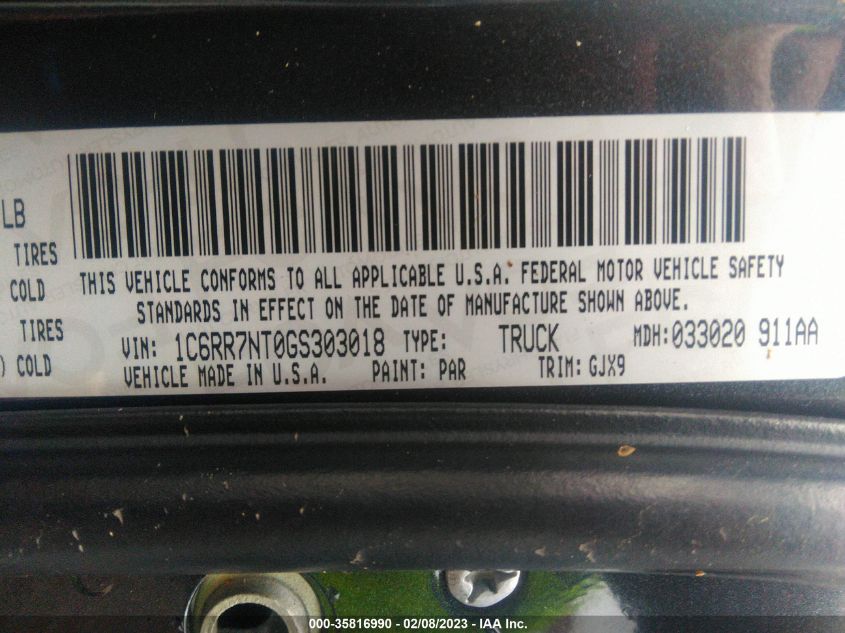 LB
TIRES
COLD
TIRES
) COLD
THIS VEHICLE CONFORMS TO ALL APPLICABLE U.S.A. FEDERAL MOTOR VEHICLE SAFETY
STANDARDS IN EFFECT ON THE DATE OF MANUFACTURE SHOWN ABOVE.
VIN: 1C6RR7NT0GS303018 TYPE: TRUCK MDH:033020 911AA
VEHICLE MADE IN U.S.A. PAINT: PAR TRIM: GJX9
000-35816990 - 02/08/2023 - IAA Inc.